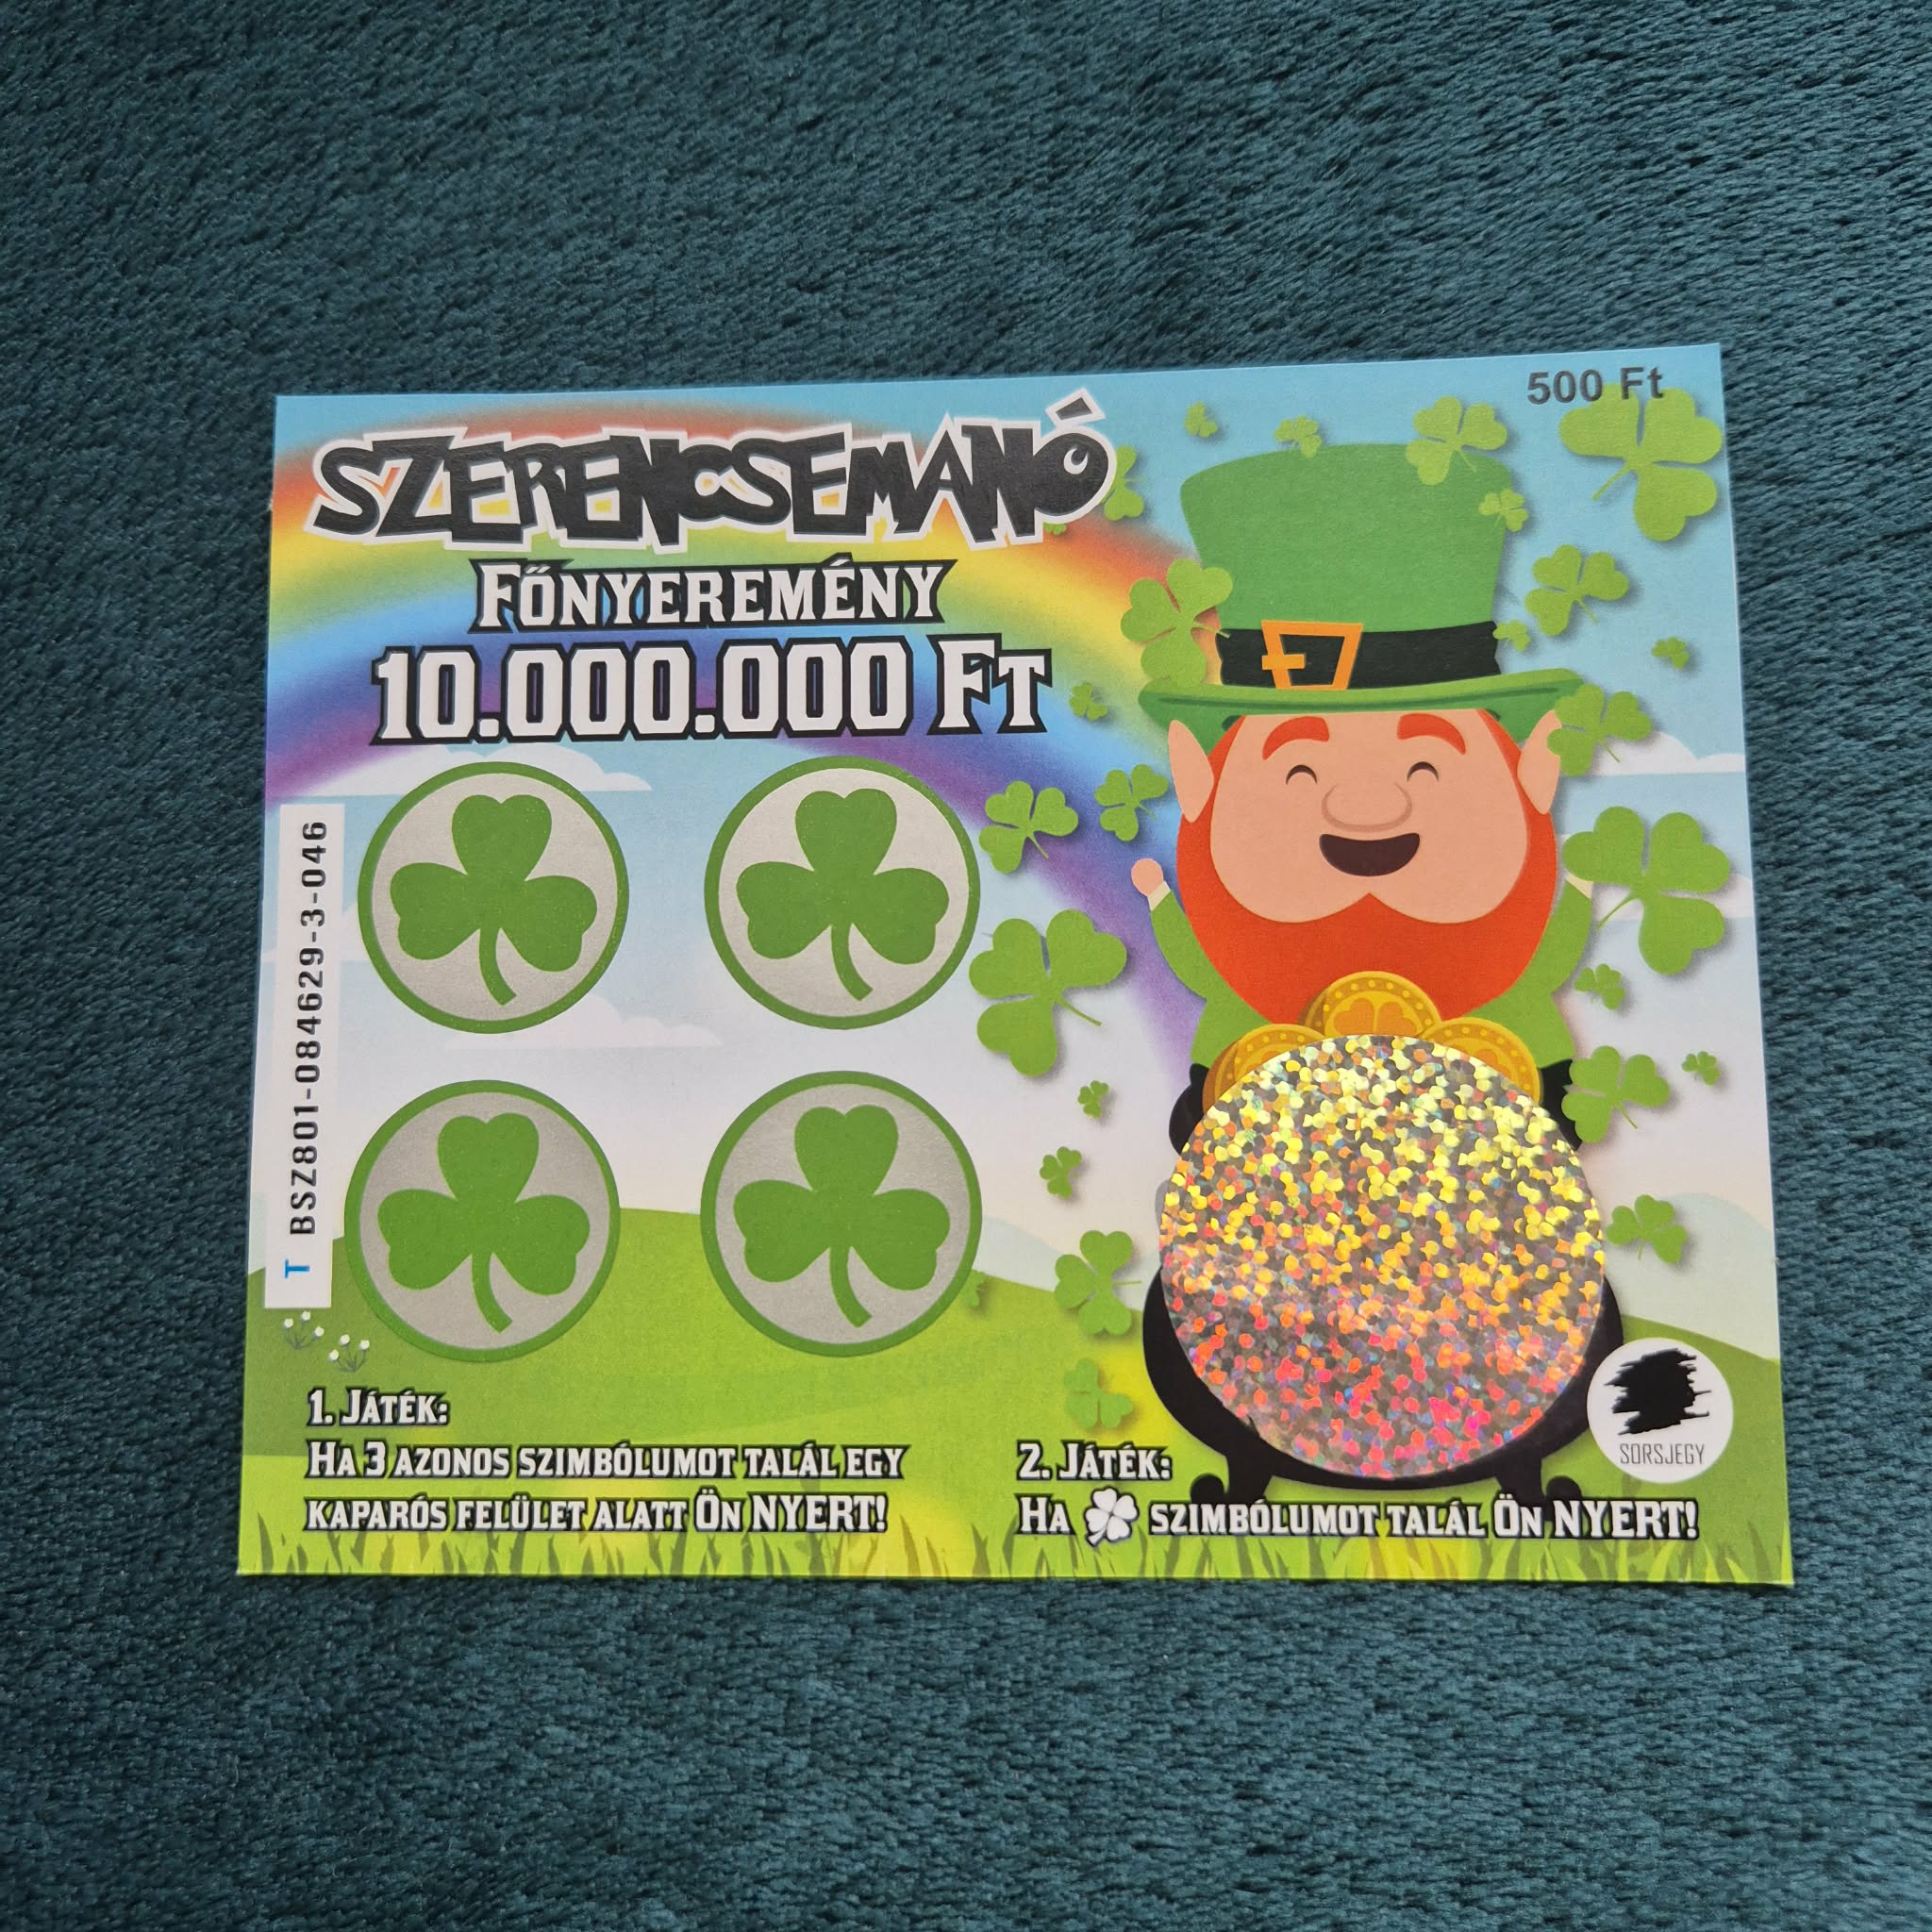 500 Ft
SZERENCSEMANÓ
FŐNYEREMÉNY
10.000.000 FT
T BSZ801-084629-3-046
1. JÁTÉK:
HA 3 AZONOS SZIMBÓLUMOT TALÁL EGY
KAPARÓS FELÜLET ALATT ÖN NYERT!
2. JÁTÉK:
HA SZIMBÓLUMOT TALÁL ÖN NYERT!
SORSJEGY